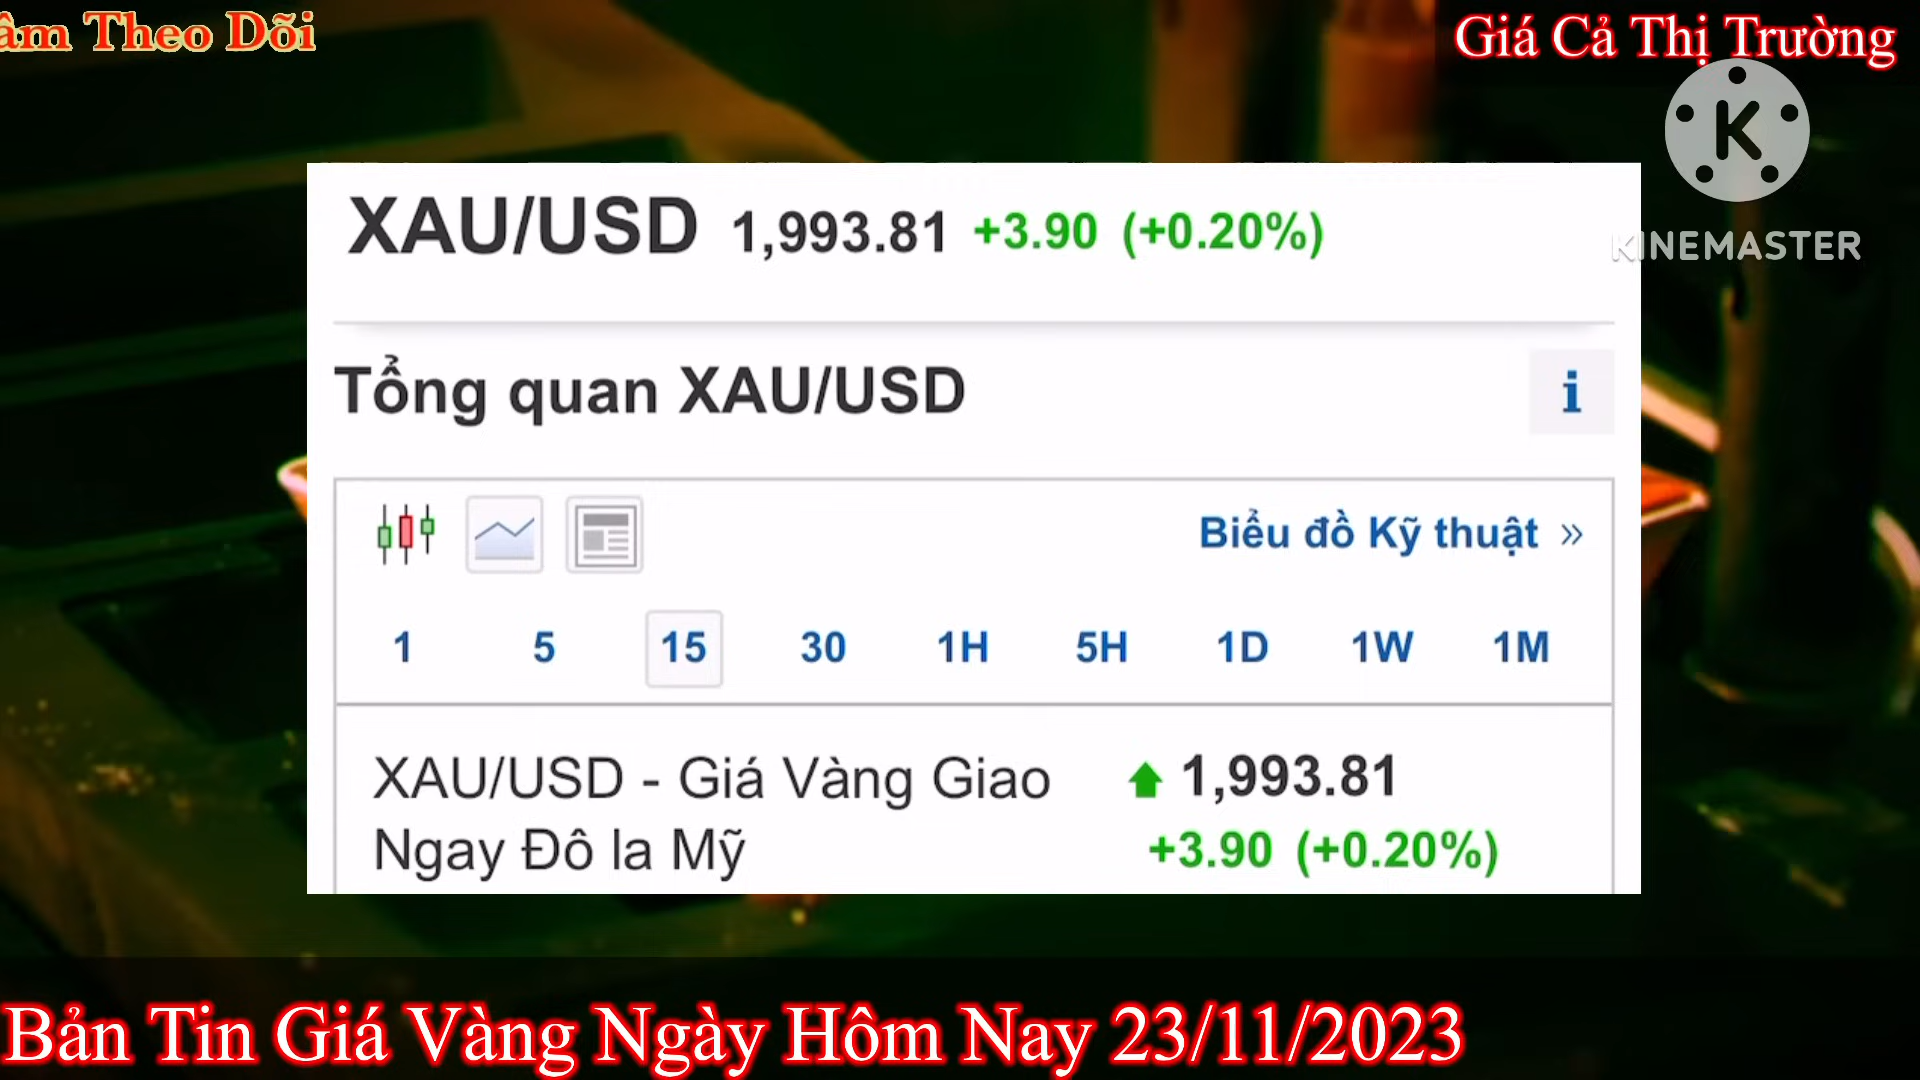 Theo Dõi
Giá Cả Thị Trường
K
KINEMASTER
XAU/USD 1,993.81 +3.90 (+0.20%)
Tổng quan XAU/USD
i
Biểu đồ Kỹ thuật »
1 5 15 30 1H 5H 1D 1W 1M
XAU/USD - Giá Vàng Giao Ngay Đô la Mỹ
1,993.81
+3.90 (+0.20%)
Bản Tin Giá Vàng Ngày Hôm Nay 23/11/2023